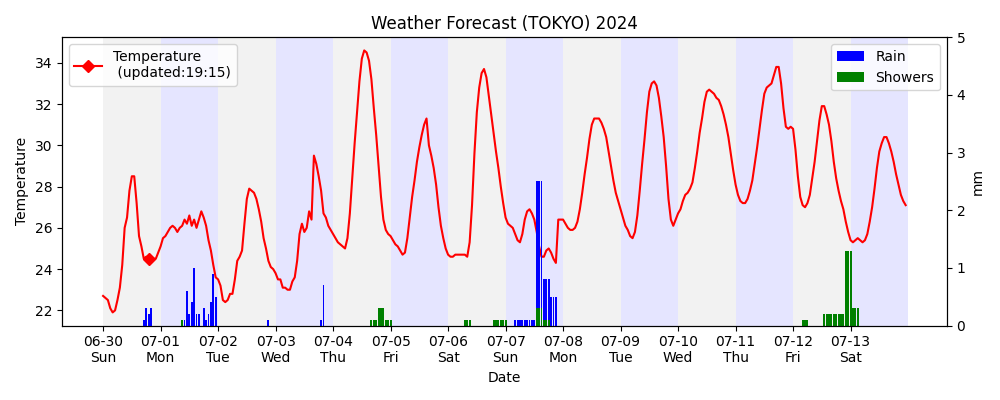 Weather Forecast (TOKYO) 2024
Temperature
(updated:19:15)
Rain
Showers
Temperature
34
32
30
28
26
24
22
5
4
3
2
1
0
mm
06-30 07-01 07-02 07-03 07-04 07-05 07-06 07-07 07-08 07-09 07-10 07-11 07-12 07-13
Sun Mon Tue Wed Thu Fri Sat Sun Mon Tue Wed Thu Fri Sat
Date